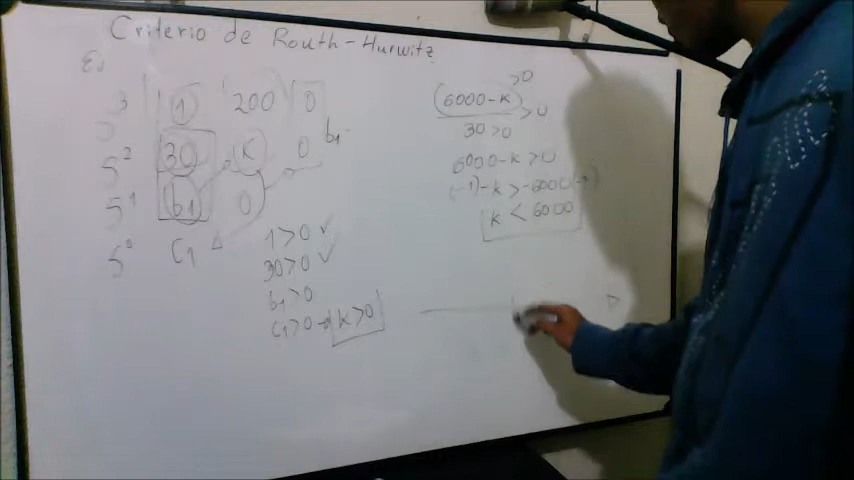 Criterio de Routh-Hurwitz
S³ 1 200 0
S² 30 K 0 b₁
S¹ b₁ 0
S⁰ C₁
1>0 ✓
30>0 ✓
b₁>0
C₁>0 → K>0
6000-K >0 >0
30>0
6000-K>0
(-1)-K>-6000(-1)
K<6000